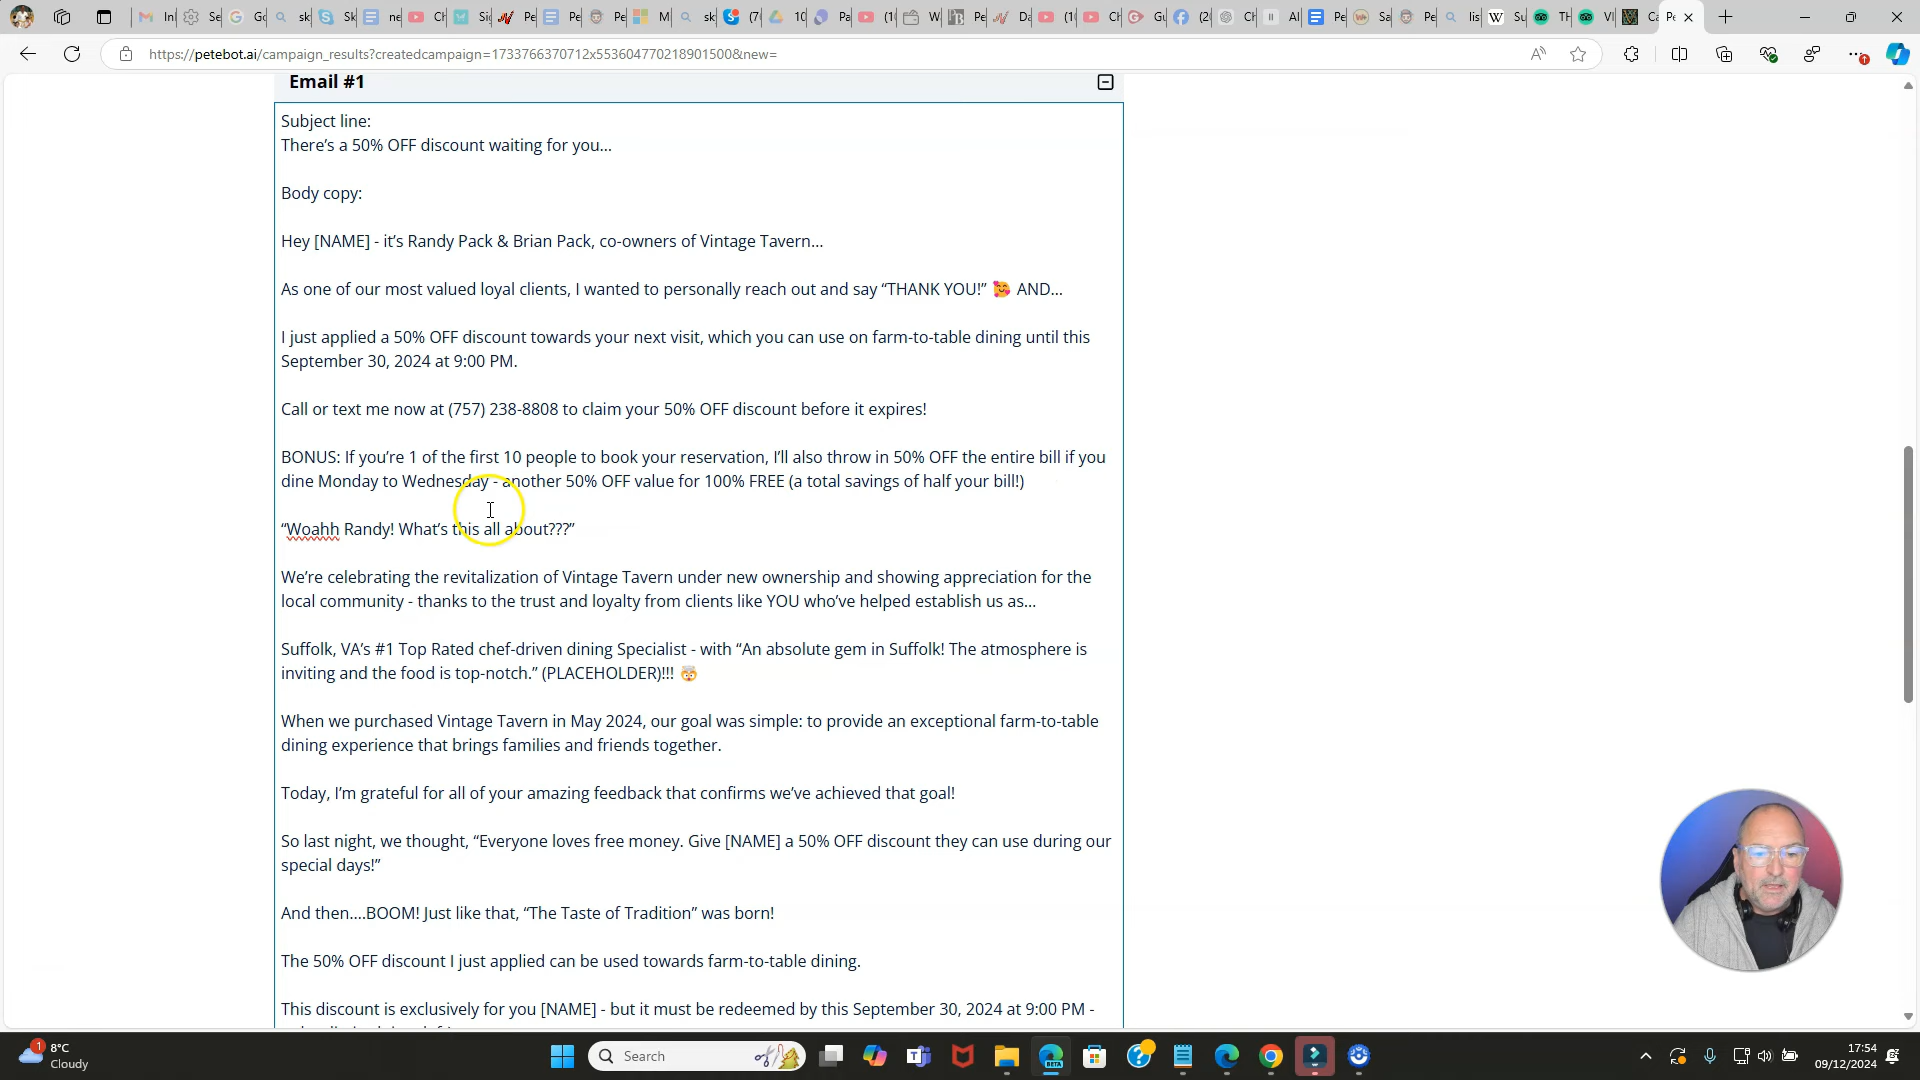 https://petebot.ai/campaign_results?createdcampaign=1733766370712x553604770218901500&new=
Email #1
Subject line:
There’s a 50% OFF discount waiting for you...
Body copy:
Hey [NAME] - it’s Randy Pack & Brian Pack, co-owners of Vintage Tavern...
As one of our most valued loyal clients, I wanted to personally reach out and say “THANK YOU!” 🥰 AND...
I just applied a 50% OFF discount towards your next visit, which you can use on farm-to-table dining until this
September 30, 2024 at 9:00 PM.
Call or text me now at (757) 238-8808 to claim your 50% OFF discount before it expires!
BONUS: If you’re 1 of the first 10 people to book your reservation, I’ll also throw in 50% OFF the entire bill if you
dine Monday to Wednesday - another 50% OFF value for 100% FREE (a total savings of half your bill!)
“Woahh Randy! What’s this all about???”
We’re celebrating the revitalization of Vintage Tavern under new ownership and showing appreciation for the
local community - thanks to the trust and loyalty from clients like YOU who’ve helped establish us as...
Suffolk, VA’s #1 Top Rated chef-driven dining Specialist - with “An absolute gem in Suffolk! The atmosphere is
inviting and the food is top-notch.” (PLACEHOLDER)!!! 🤯
When we purchased Vintage Tavern in May 2024, our goal was simple: to provide an exceptional farm-to-table
dining experience that brings families and friends together.
Today, I’m grateful for all of your amazing feedback that confirms we’ve achieved that goal!
So last night, we thought, “Everyone loves free money. Give [NAME] a 50% OFF discount they can use during our
special days!”
And then....BOOM! Just like that, “The Taste of Tradition” was born!
The 50% OFF discount I just applied can be used towards farm-to-table dining.
This discount is exclusively for you [NAME] - but it must be redeemed by this September 30, 2024 at 9:00 PM -
8°C
Cloudy
Search
17:54
09/12/2024